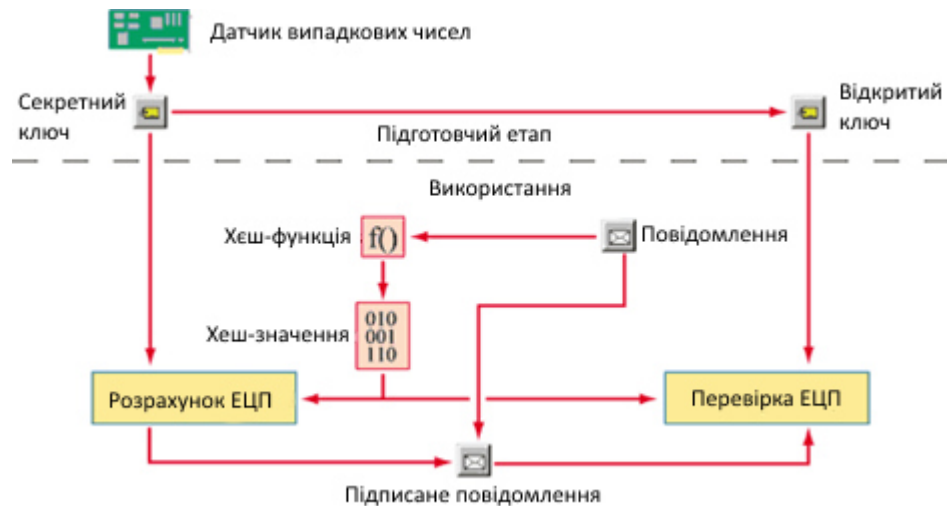 Датчик випадкових чисел
Секретний
ключ
Відкритий
ключ
Підготовчий етап
Використання
Хєш-функція
f()
Повідомлення
Хеш-значення
010
001
110
Розрахунок ЕЦП
Перевірка ЕЦП
Підписане повідомлення